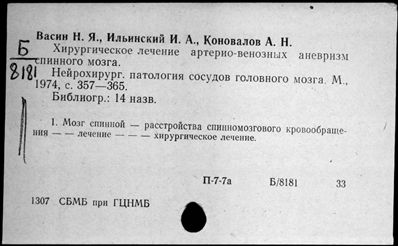 Васин Н. Я., Ильинский И. А., Коновалов А. Н.
Б
8181
Хирургическое лечение артерио-венозных аневризм
спинного мозга.
Нейрохирург. патология сосудов головного мозга. М.,
1974, с. 357—365.
Библиогр.: 14 назв.
1. Мозг спинной — расстройства спинномозгового кровообраще-
ния — — лечение — — — хирургическое лечение.
П-7-7а Б/8181 33
1307 СБМБ при ГЦНМБ